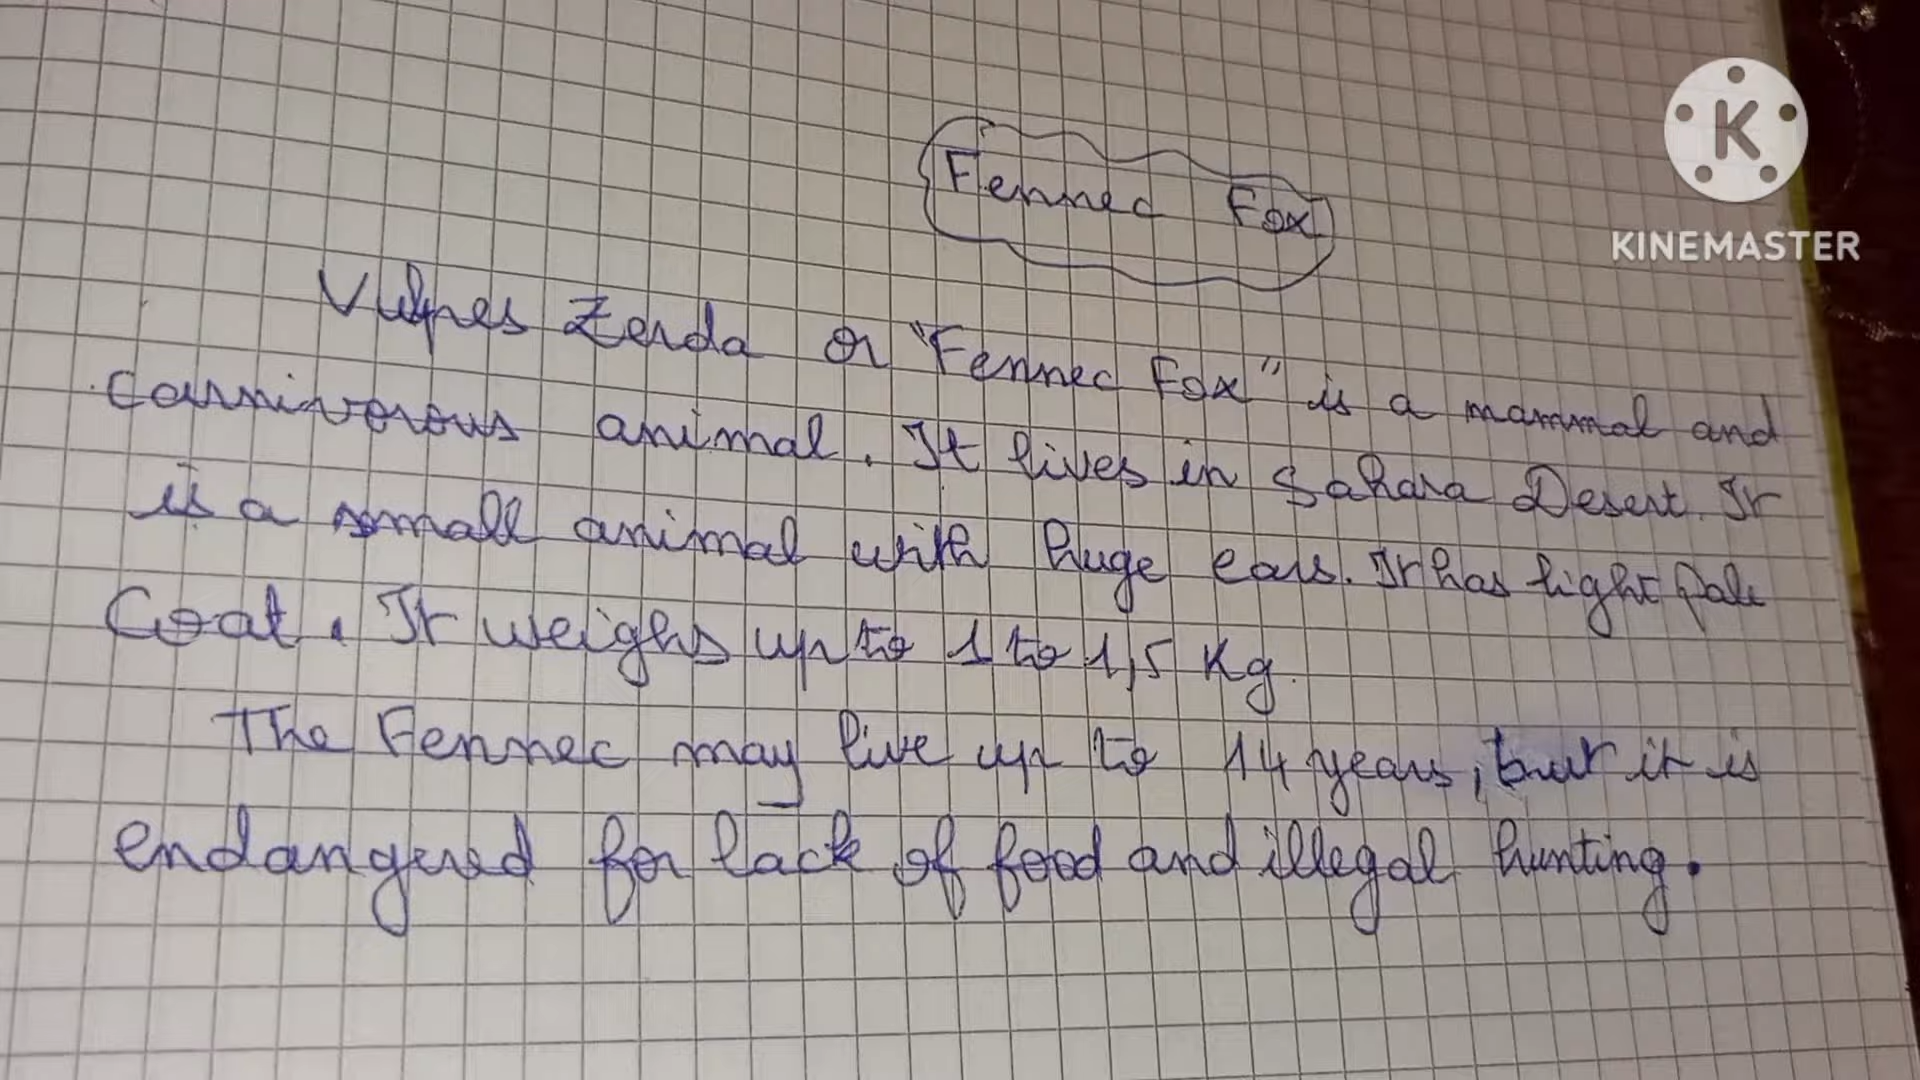 Fennec Fox
K
KINEMASTER
Vulpes Zerda or "Fennec Fox" is a mammal and
carnivorous animal. It lives in Sahara Desert. It
is a small animal with huge ears. It has light pale
Coat. It weighs up to 1 to 1,5 Kg.
The Fennec may live up to 14 years, but it is
endangered for lack of food and illegal hunting.